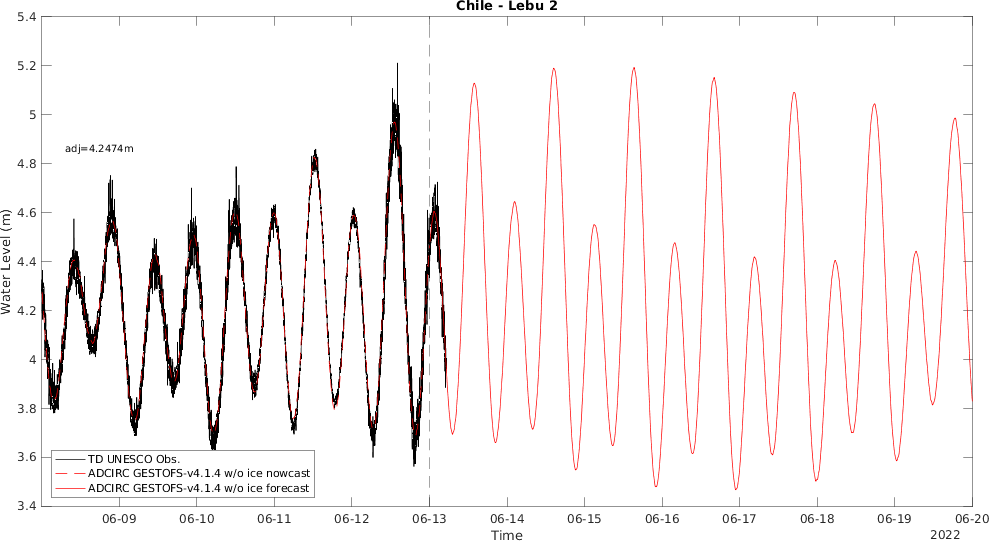 Chile - Lebu 2
5.4
5.2
5
4.8
4.6
4.4
4.2
4
3.8
3.6
3.4
Water Level (m)
adj=4.2474m
TD UNESCO Obs.
ADCIRC GESTOFS-v4.1.4 w/o ice nowcast
ADCIRC GESTOFS-v4.1.4 w/o ice forecast
06-09 06-10 06-11 06-12 06-13 06-14 06-15 06-16 06-17 06-18 06-19 06-20
Time
2022